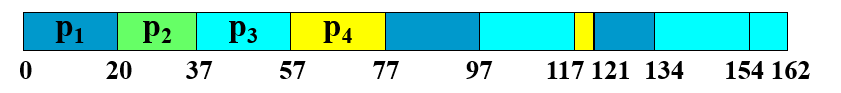 p₁ p₂ p₃ p₄
0 20 37 57 77 97 117 121 134 154 162